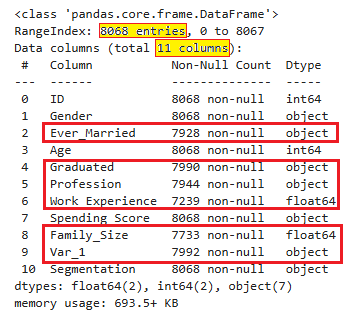 <class 'pandas.core.frame.DataFrame'>
RangeIndex: 8068 entries, 0 to 8067
Data columns (total 11 columns):
 #   Column           Non-Null Count  Dtype
---  ------           --------------  -----
 0   ID               8068 non-null   int64
 1   Gender           8068 non-null   object
 2   Ever_Married     7928 non-null   object
 3   Age              8068 non-null   int64
 4   Graduated        7990 non-null   object
 5   Profession       7944 non-null   object
 6   Work_Experience  7239 non-null   float64
 7   Spending_Score   8068 non-null   object
 8   Family_Size      7733 non-null   float64
 9   Var_1            7992 non-null   object
 10  Segmentation     8068 non-null   object
dtypes: float64(2), int64(2), object(7)
memory usage: 693.5+ KB